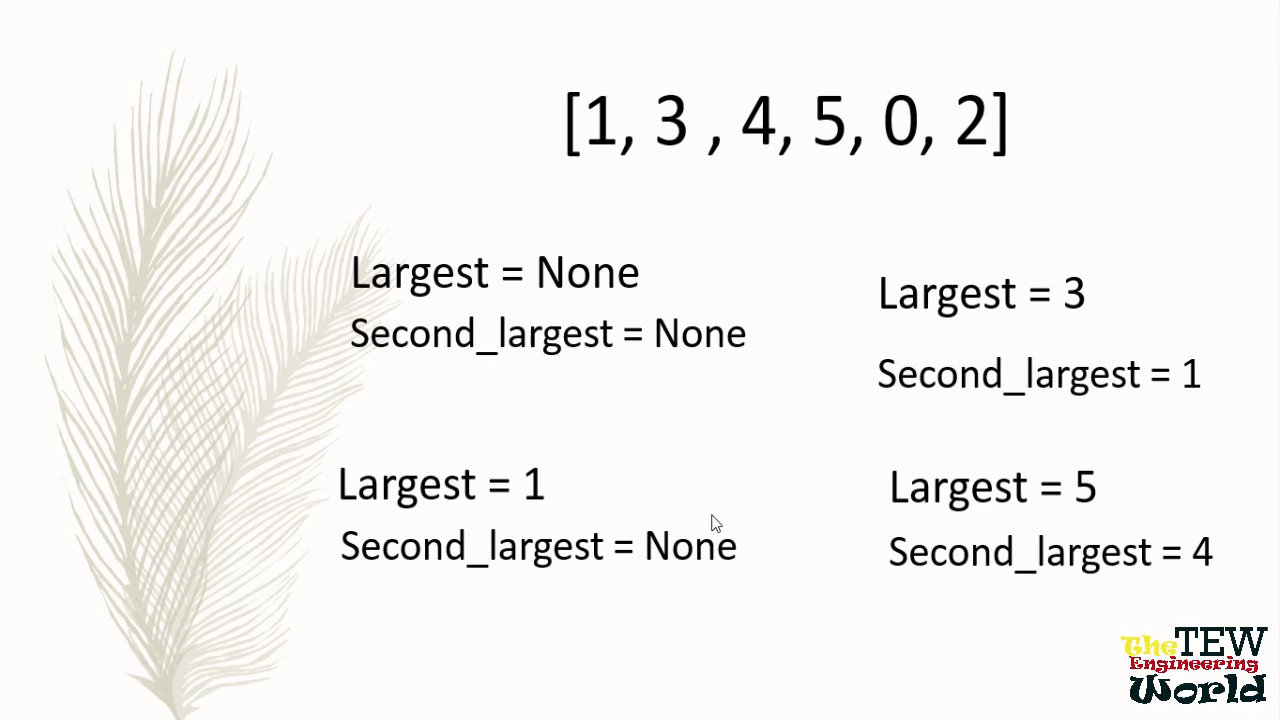 [1, 3 , 4, 5, 0, 2]
Largest = None
Second_largest = None
Largest = 1
Second_largest = None
Largest = 3
Second_largest = 1
Largest = 5
Second_largest = 4
The TEW
Engineering
World